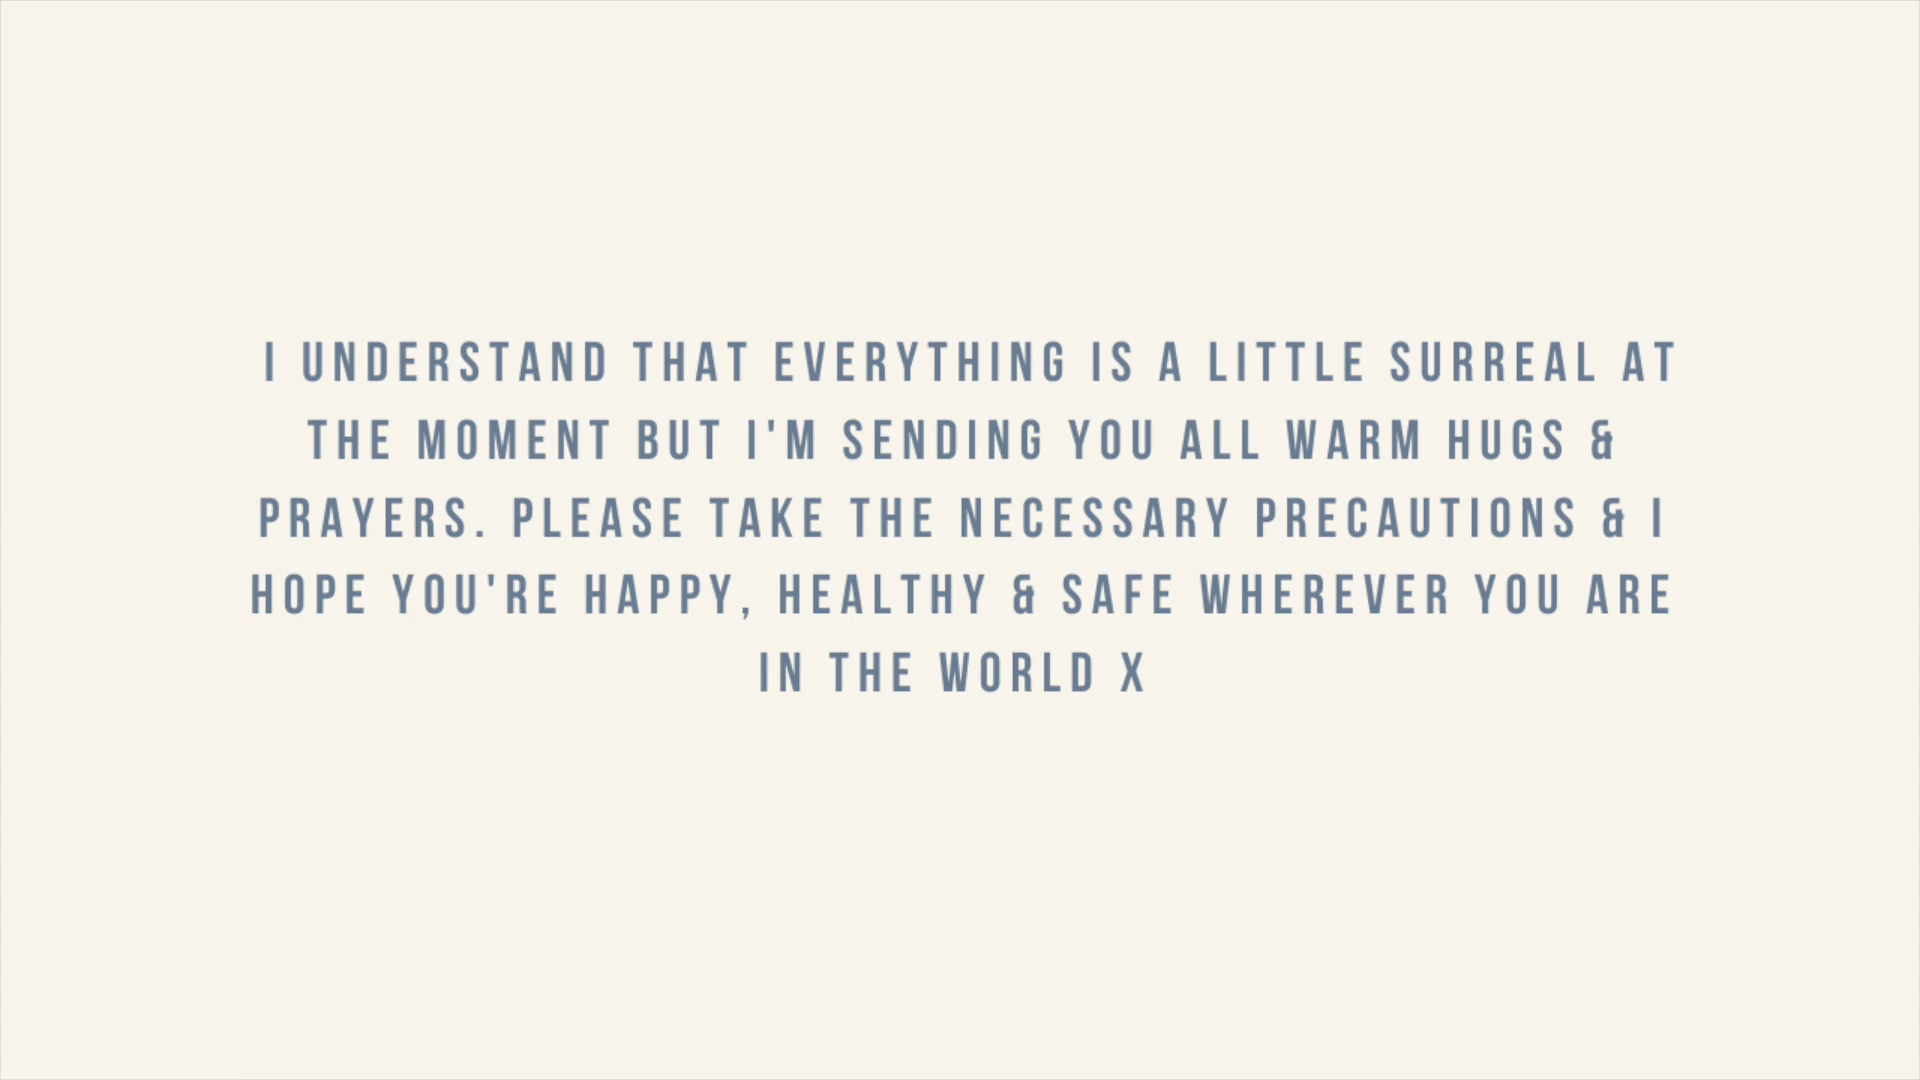 I UNDERSTAND THAT EVERYTHING IS A LITTLE SURREAL AT
THE MOMENT BUT I'M SENDING YOU ALL WARM HUGS &
PRAYERS. PLEASE TAKE THE NECESSARY PRECAUTIONS & I
HOPE YOU'RE HAPPY, HEALTHY & SAFE WHEREVER YOU ARE
IN THE WORLD X